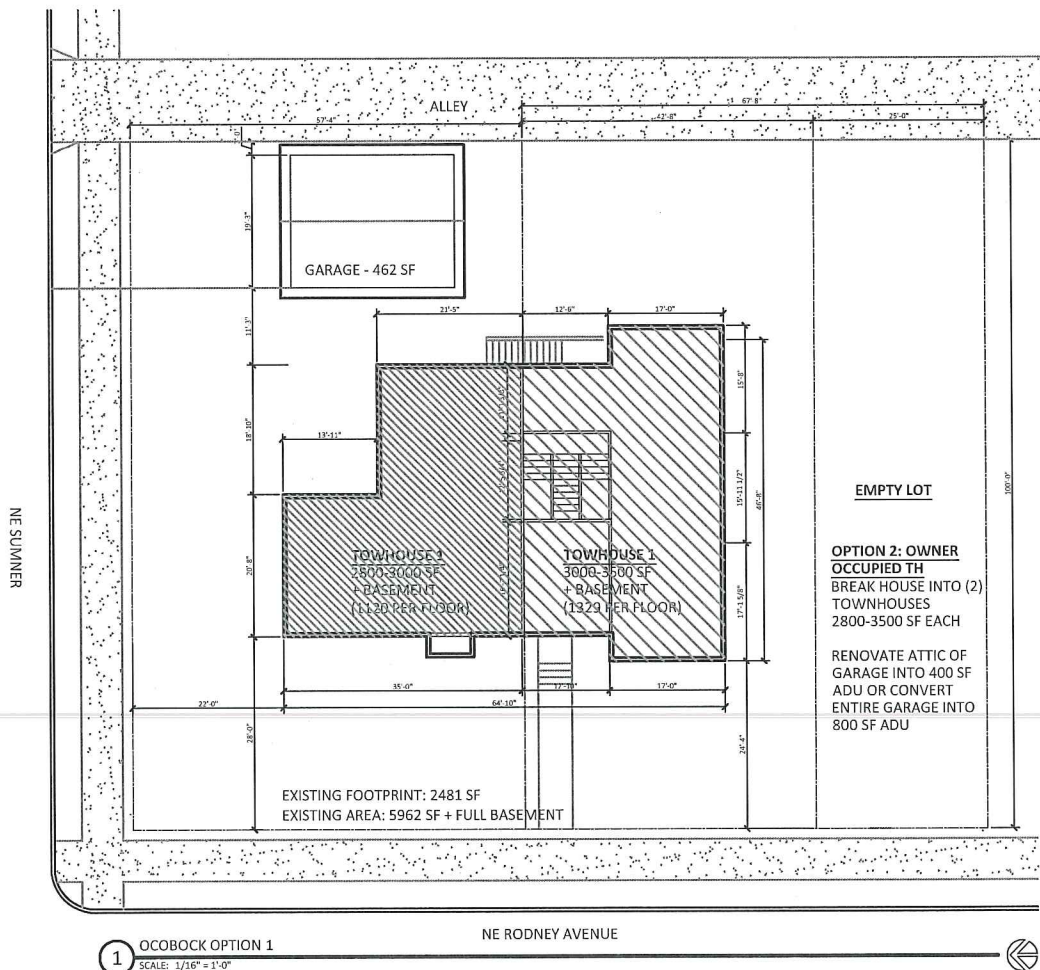 ALLEY
67'-8"
57'-4"
42'-8"
25'-0"
19'-3"
GARAGE - 462 SF
11'-3"
21'-5"
12'-6"
17'-0"
15'-8"
18'-10"
13'-11"
15'-11 1/2"
46'-8"
100'-0"
EMPTY LOT
NE SUMNER
20'-8"
TOWHOUSE 1
3000-3500 SF
+ BASEMENT
(1329 PER FLOOR)
2800-3000 SF
+ BASEMENT
(1120 PER FLOOR)
17'-1 5/8"
OPTION 2: OWNER
OCCUPIED TH
BREAK HOUSE INTO (2)
TOWNHOUSES
2800-3500 SF EACH
RENOVATE ATTIC OF
GARAGE INTO 400 SF
ADU OR CONVERT
ENTIRE GARAGE INTO
800 SF ADU
35'-0"
17'-10"
17'-0"
22'-0"
64'-10"
28'-0"
24'-4"
EXISTING FOOTPRINT: 2481 SF
EXISTING AREA: 5962 SF + FULL BASEMENT
NE RODNEY AVENUE
1
OCOBOCK OPTION 1
SCALE: 1/16" = 1'-0"